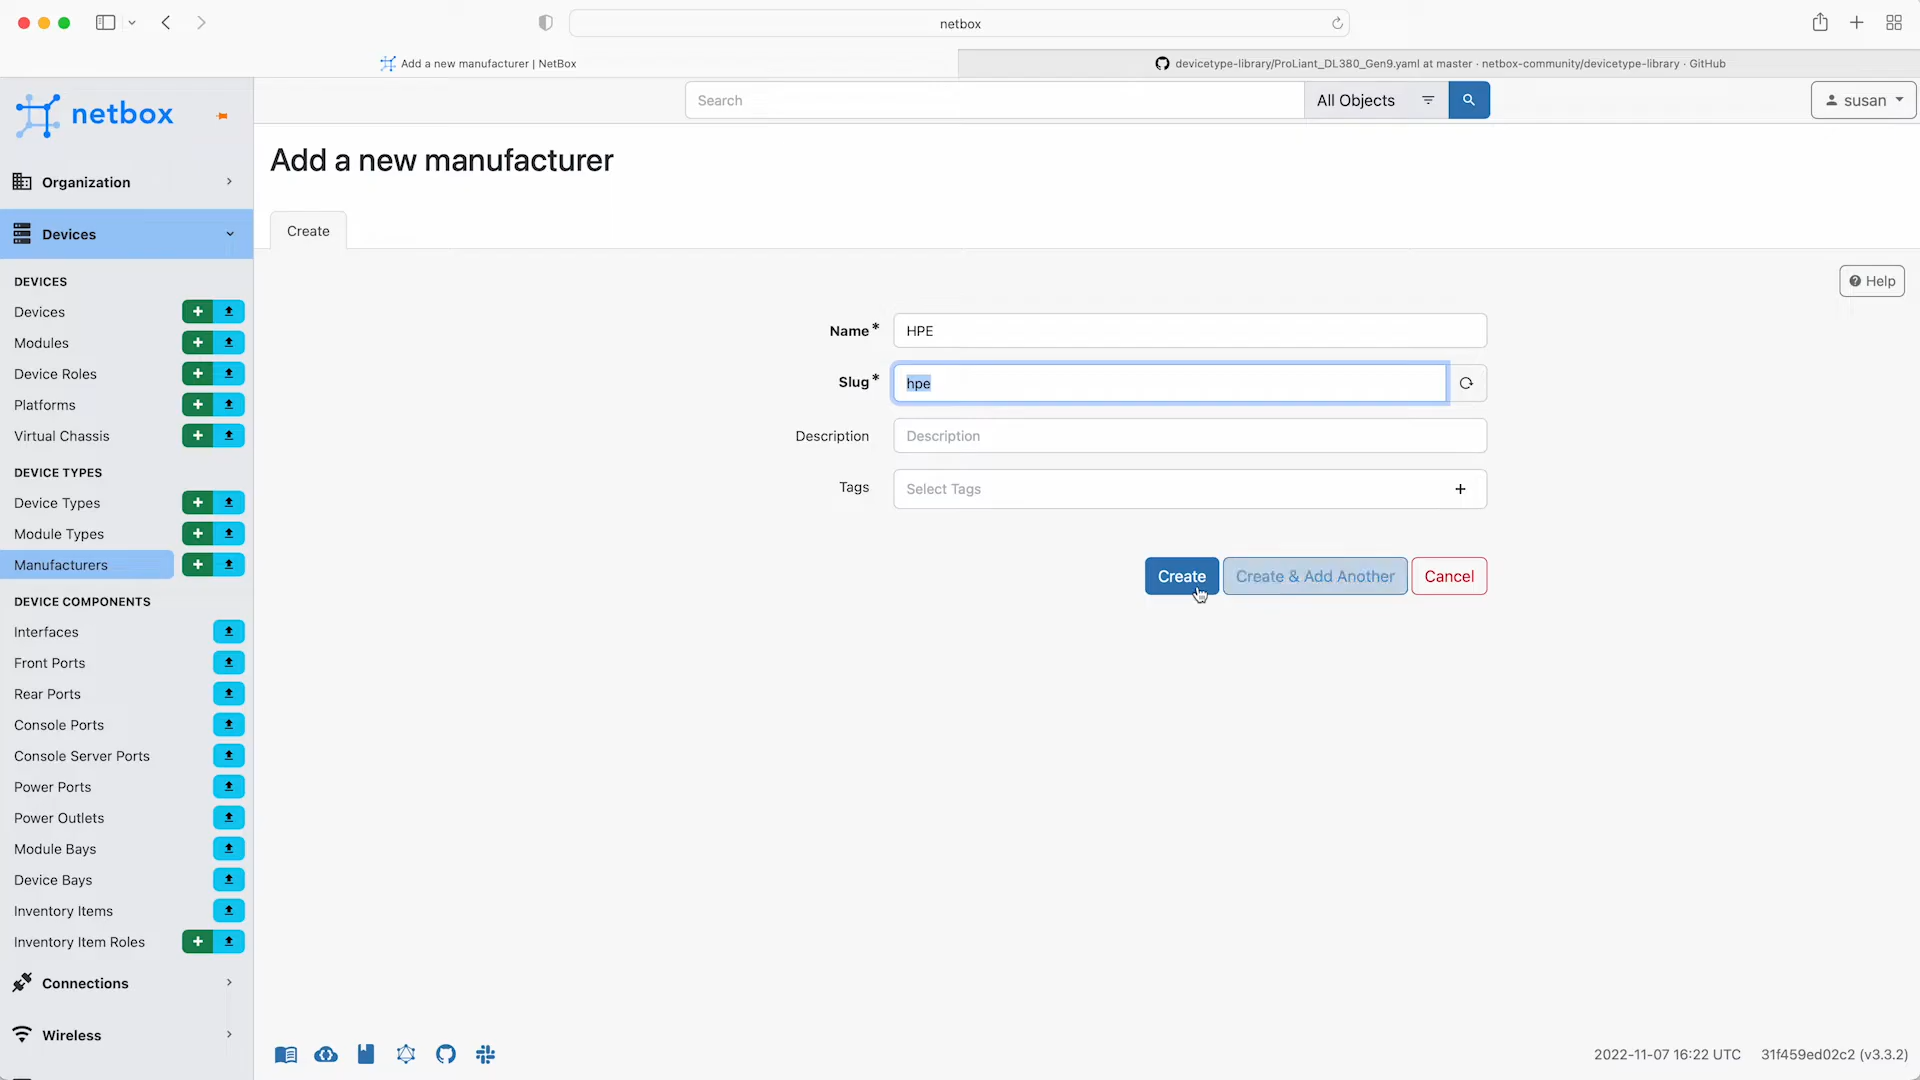 netbox
Add a new manufacturer | NetBox
devicetype-library/ProLiant_DL380_Gen9.yaml at master · netbox-community/devicetype-library · GitHub
netbox
Search
All Objects
susan
Organization
Add a new manufacturer
Devices
Create
DEVICES
Help
Devices
Name*
HPE
Modules
Device Roles
Slug*
hpe
Platforms
Virtual Chassis
Description
Description
DEVICE TYPES
Tags
Select Tags
Device Types
Module Types
Manufacturers
Create
Create & Add Another
Cancel
DEVICE COMPONENTS
Interfaces
Front Ports
Rear Ports
Console Ports
Console Server Ports
Power Ports
Power Outlets
Module Bays
Device Bays
Inventory Items
Inventory Item Roles
Connections
Wireless
2022-11-07 16:22 UTC
31f459ed02c2 (v3.3.2)